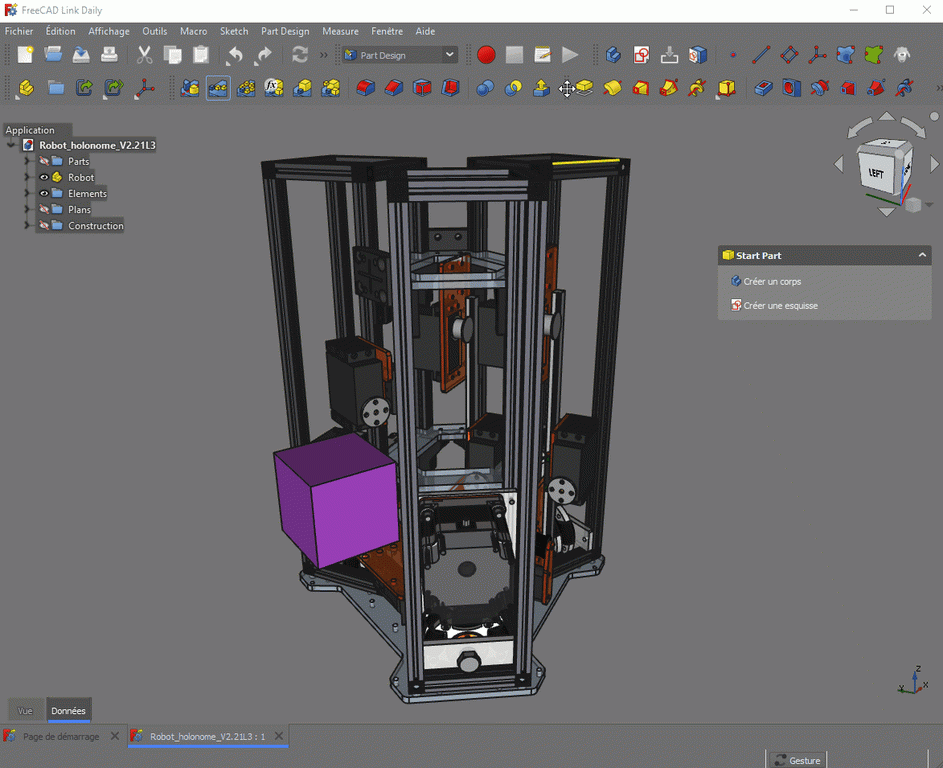 FreeCAD Link Daily
Fichier Édition Affichage Outils Macro Sketch Part Design Mesure Fenêtre Aide
Part Design
Application
Robot_holonome_V2.21L3
Parts
Robot
Elements
Plans
Construction
LEFT
Start Part
Créer un corps
Créer une esquisse
Z
Y
X
Vue Données
Page de démarrage Robot_holonome_V2.21L3 : 1
Gesture